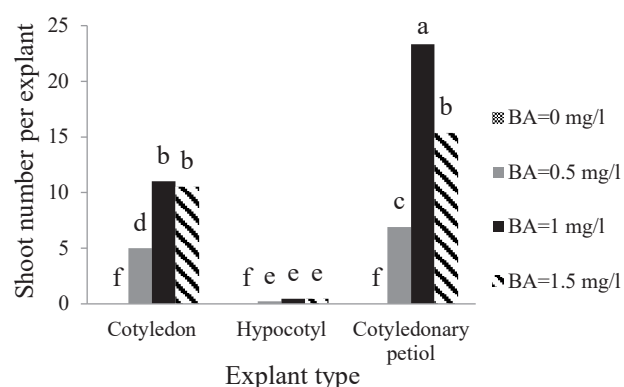 25
20
15
10
5
0
Shoot number per explant
f d b b
f e e e
f c a b
Cotyledon
Hypocotyl
Cotyledonary
petiol
Explant type
BA=0 mg/l
BA=0.5 mg/l
BA=1 mg/l
BA=1.5 mg/l